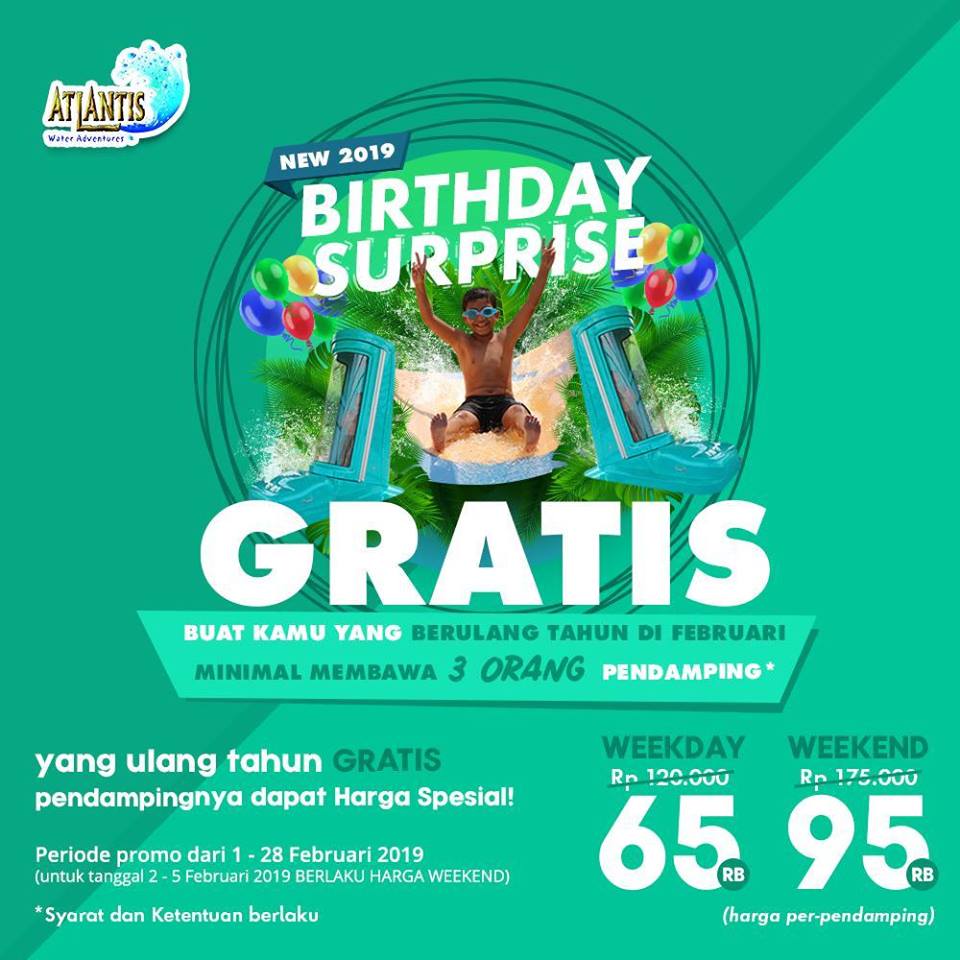 ATLANTIS
Water Adventures
NEW 2019
BIRTHDAY
SURPRISE
GRATIS
BUAT KAMU YANG BERULANG TAHUN DI FEBRUARI
MINIMAL MEMBAWA 3 ORANG PENDAMPING*
yang ulang tahun GRATIS
pendampingnya dapat Harga Spesial!
Periode promo dari 1 - 28 Februari 2019
(untuk tanggal 2 - 5 Februari 2019 BERLAKU HARGA WEEKEND)
*Syarat dan Ketentuan berlaku
WEEKDAY
Rp 120.000
65 RB
WEEKEND
Rp 175.000
95 RB
(harga per-pendamping)